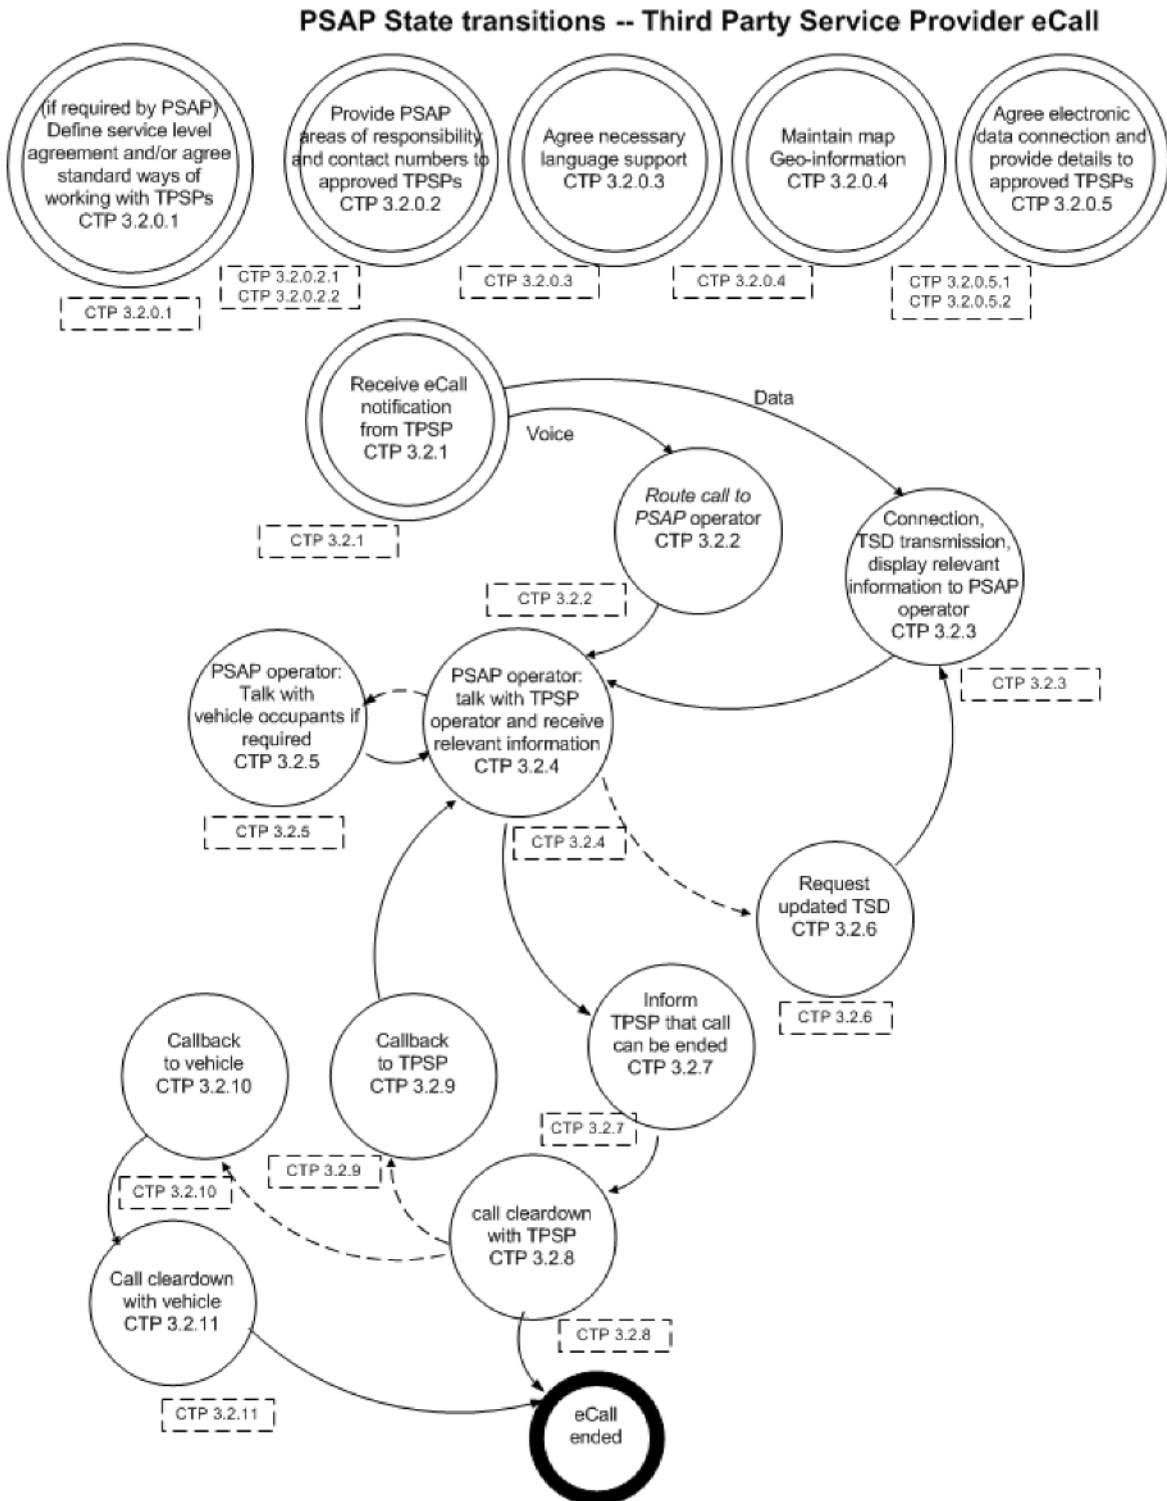 PSAP State transitions -- Third Party Service Provider eCall
(if required by PSAP)
Define service level
agreement and/or agree
standard ways of
working with TPSPs
CTP 3.2.0.1
Provide PSAP
areas of responsibility
and contact numbers to
approved TPSPs
CTP 3.2.0.2
Agree necessary
language support
CTP 3.2.0.3
Maintain map
Geo-information
CTP 3.2.0.4
Agree electronic
data connection and
provide details to
approved TPSPs
CTP 3.2.0.5
CTP 3.2.0.1
CTP 3.2.0.2.1
CTP 3.2.0.2.2
CTP 3.2.0.3
CTP 3.2.0.4
CTP 3.2.0.5.1
CTP 3.2.0.5.2
Receive eCall
notification
from TPSP
CTP 3.2.1
Data
Voice
CTP 3.2.1
Route call to
PSAP operator
CTP 3.2.2
Connection,
TSD transmission,
display relevant
information to PSAP
operator
CTP 3.2.3
CTP 3.2.2
CTP 3.2.3
PSAP operator:
Talk with
vehicle occupants if
required
CTP 3.2.5
PSAP operator:
talk with TPSP
operator and receive
relevant information
CTP 3.2.4
CTP 3.2.5
CTP 3.2.4
Request
updated TSD
CTP 3.2.6
CTP 3.2.6
Callback
to vehicle
CTP 3.2.10
Callback
to TPSP
CTP 3.2.9
Inform
TPSP that call
can be ended
CTP 3.2.7
CTP 3.2.7
CTP 3.2.9
CTP 3.2.10
call cleardown
with TPSP
CTP 3.2.8
Call cleardown
with vehicle
CTP 3.2.11
CTP 3.2.8
CTP 3.2.11
eCall
ended